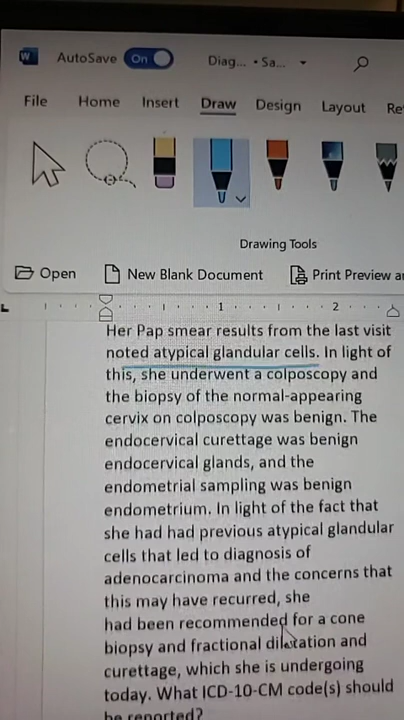 AutoSave On Diag... • Sa...
File Home Insert Draw Design Layout Re
Drawing Tools
Open New Blank Document Print Preview a
1 2
Her Pap smear results from the last visit
noted atypical glandular cells. In light of
this, she underwent a colposcopy and
the biopsy of the normal-appearing
cervix on colposcopy was benign. The
endocervical curettage was benign
endocervical glands, and the
endometrial sampling was benign
endometrium. In light of the fact that
she had had previous atypical glandular
cells that led to diagnosis of
adenocarcinoma and the concerns that
this may have recurred, she
had been recommended for a cone
biopsy and fractional dilatation and
curettage, which she is undergoing
today. What ICD-10-CM code(s) should
be reported?